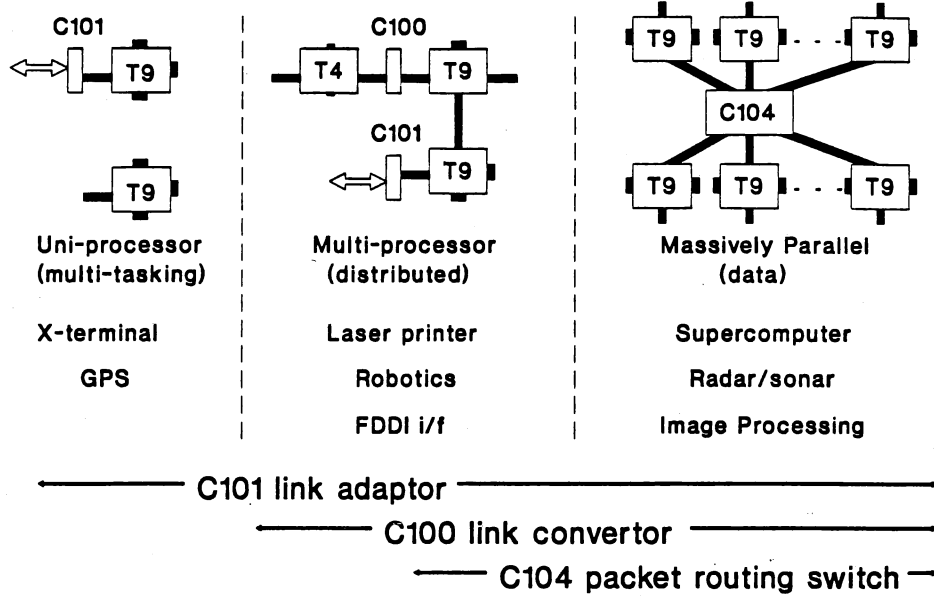 C101
T9
T9
Uni-processor
(multi-tasking)
X-terminal
GPS
C100
T4
T9
C101
T9
Multi-processor
(distributed)
Laser printer
Robotics
FDDI i/f
T9
T9
T9
C104
T9
T9
T9
Massively Parallel
(data)
Supercomputer
Radar/sonar
Image Processing
C101 link adaptor
C100 link convertor
C104 packet routing switch